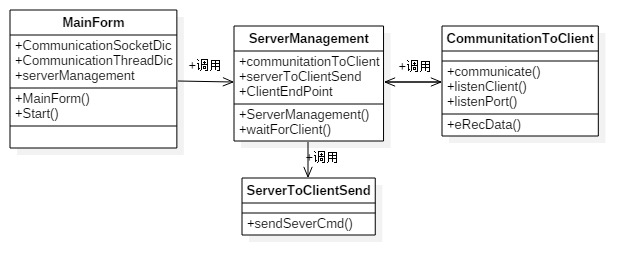 MainForm
+CommunicationSocketDic
+CommunicationThreadDic
+serverManagement
+MainForm()
+Start()
+调用
ServerManagement
+communitationToClient
+serverToClientSend
+ClientEndPoint
+ServerManagement()
+waitForClient()
+调用
CommunitationToClient
+communicate()
+listenClient()
+listenPort()
+eRecData()
+调用
ServerToClientSend
+sendSeverCmd()